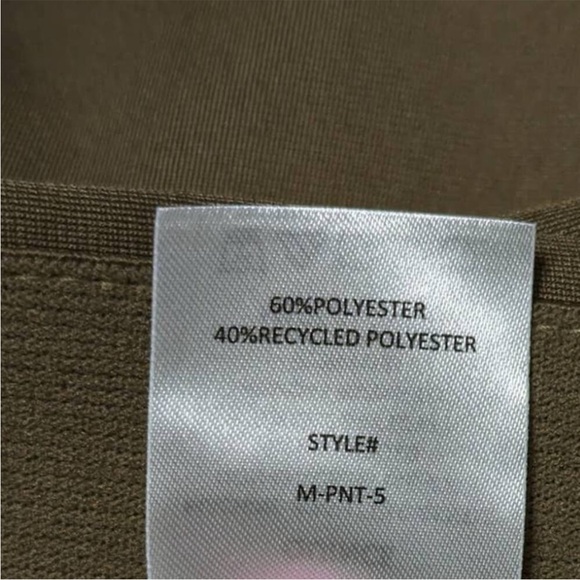 60%POLYESTER
40%RECYCLED POLYESTER
STYLE#
M-PNT-5